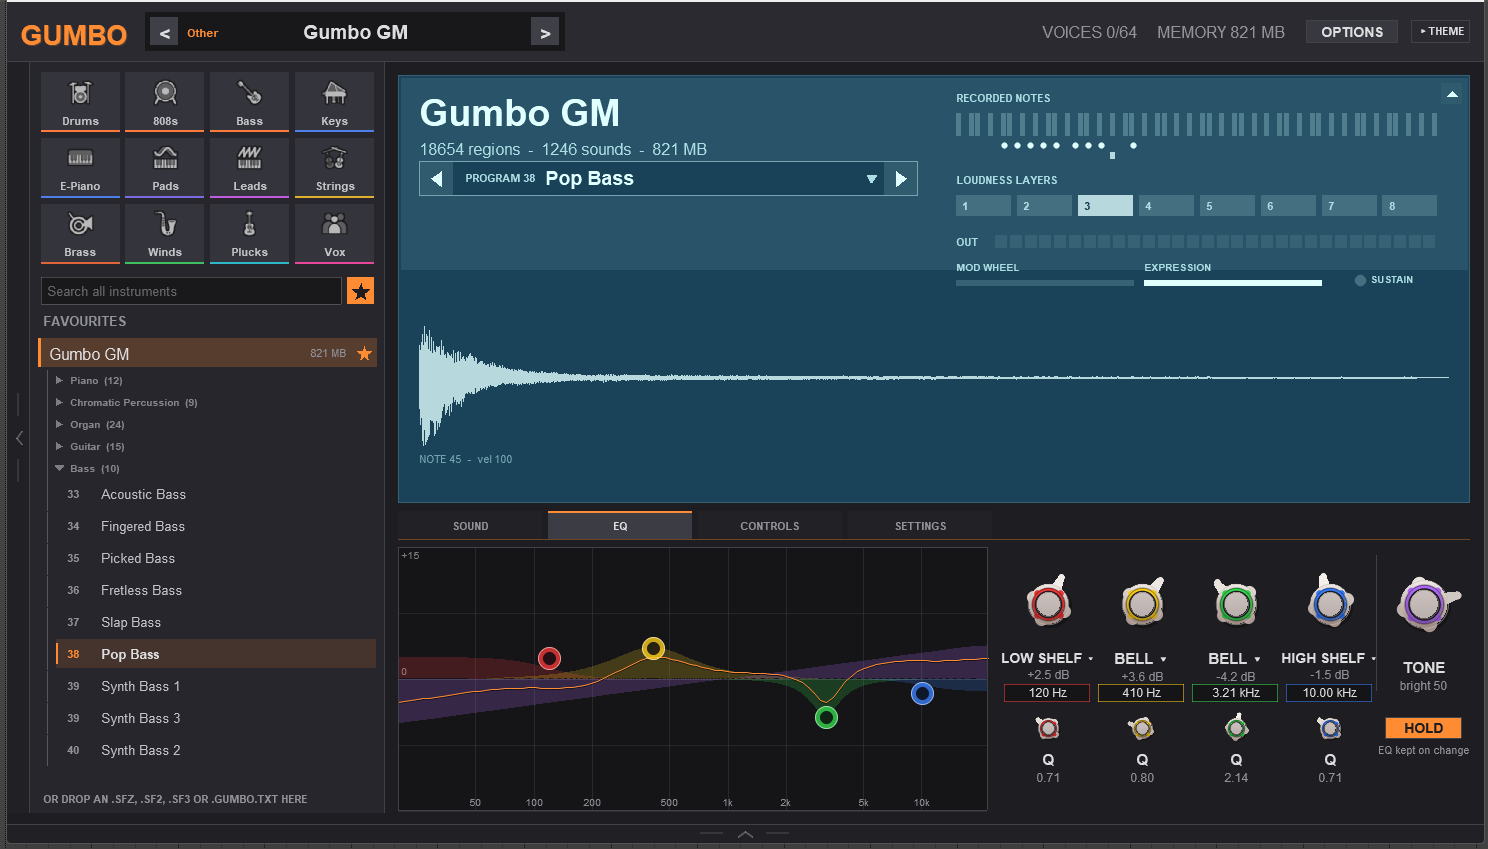 GUMBO
<
Other
Gumbo GM
>
VOICES 0/64
MEMORY 821 MB
OPTIONS
THEME
Drums
808s
Bass
Keys
E-Piano
Pads
Leads
Strings
Brass
Winds
Plucks
Vox
Search all instruments
FAVOURITES
Gumbo GM
821 MB
Piano (12)
Chromatic Percussion (9)
Organ (24)
Guitar (15)
Bass (10)
33 Acoustic Bass
34 Fingered Bass
35 Picked Bass
36 Fretless Bass
37 Slap Bass
38 Pop Bass
39 Synth Bass 1
39 Synth Bass 3
40 Synth Bass 2
OR DROP AN .SFZ, .SF2, .SF3 OR .GUMBO.TXT HERE
Gumbo GM
18654 regions - 1246 sounds - 821 MB
PROGRAM 38 Pop Bass
RECORDED NOTES
LOUDNESS LAYERS
1 2 3 4 5 6 7 8
OUT
MOD WHEEL
EXPRESSION
SUSTAIN
NOTE 45 - vel 100
SOUND
EQ
CONTROLS
SETTINGS
+15
0
50 100 200 500 1k 2k 5k 10k
LOW SHELF
+2.5 dB
120 Hz
Q
0.71
BELL
+3.6 dB
410 Hz
Q
0.80
BELL
-4.2 dB
3.21 kHz
Q
2.14
HIGH SHELF
-1.5 dB
10.00 kHz
Q
0.71
TONE
bright 50
HOLD
EQ kept on change